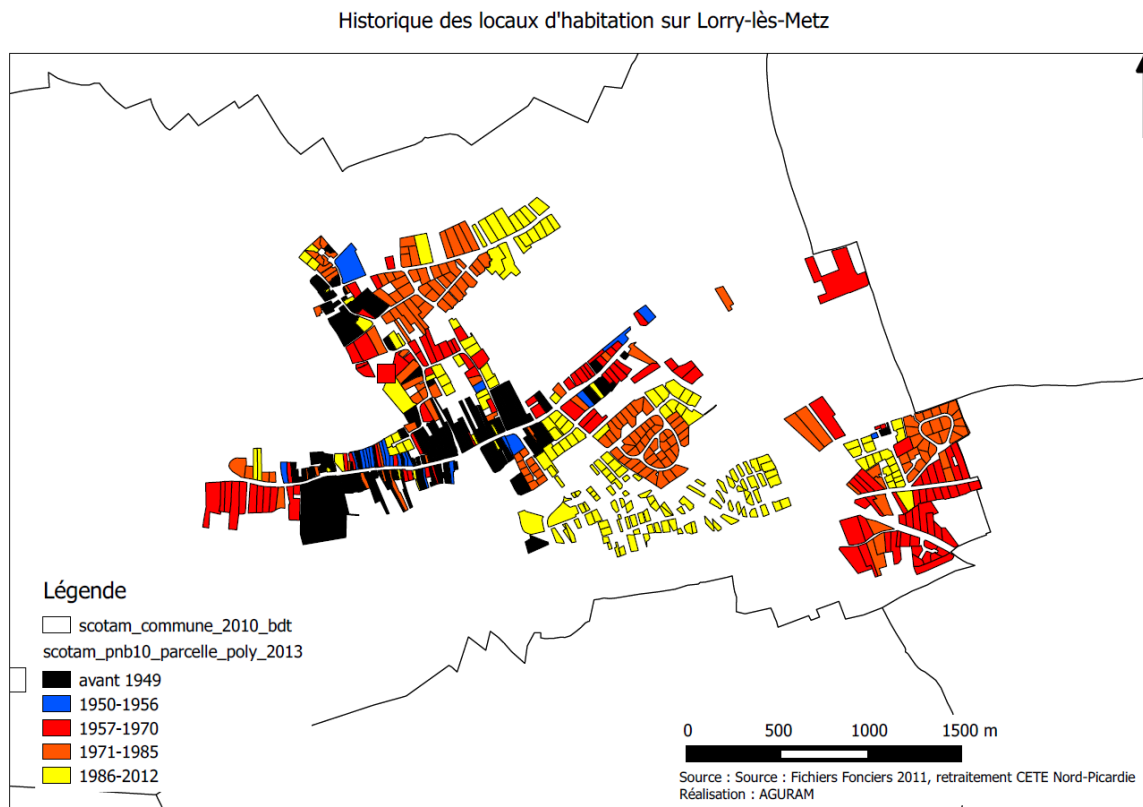 Historique des locaux d'habitation sur Lorry-lès-Metz
Légende
scotam_commune_2010_bdt
scotam_pnb10_parcelle_poly_2013
avant 1949
1950-1956
1957-1970
1971-1985
1986-2012
0 500 1000 1500 m
Source : Source : Fichiers Fonciers 2011, retraitement CETE Nord-Picardie
Réalisation : AGURAM